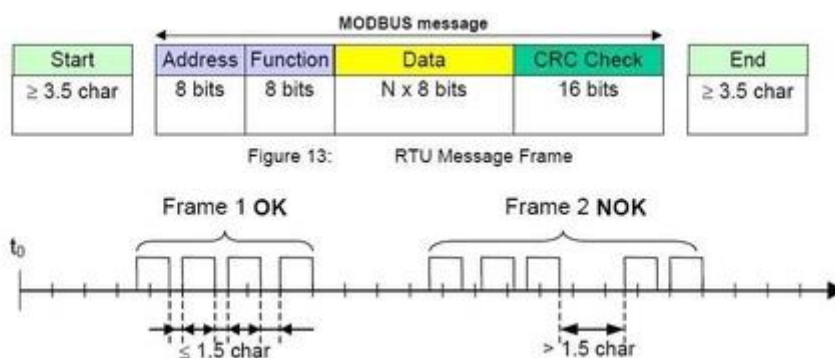 MODBUS message
Start Address Function Data CRC Check End
≥ 3.5 char 8 bits 8 bits N x 8 bits 16 bits ≥ 3.5 char
Figure 13: RTU Message Frame
Frame 1 OK Frame 2 NOK
t0
≤ 1.5 char > 1.5 char